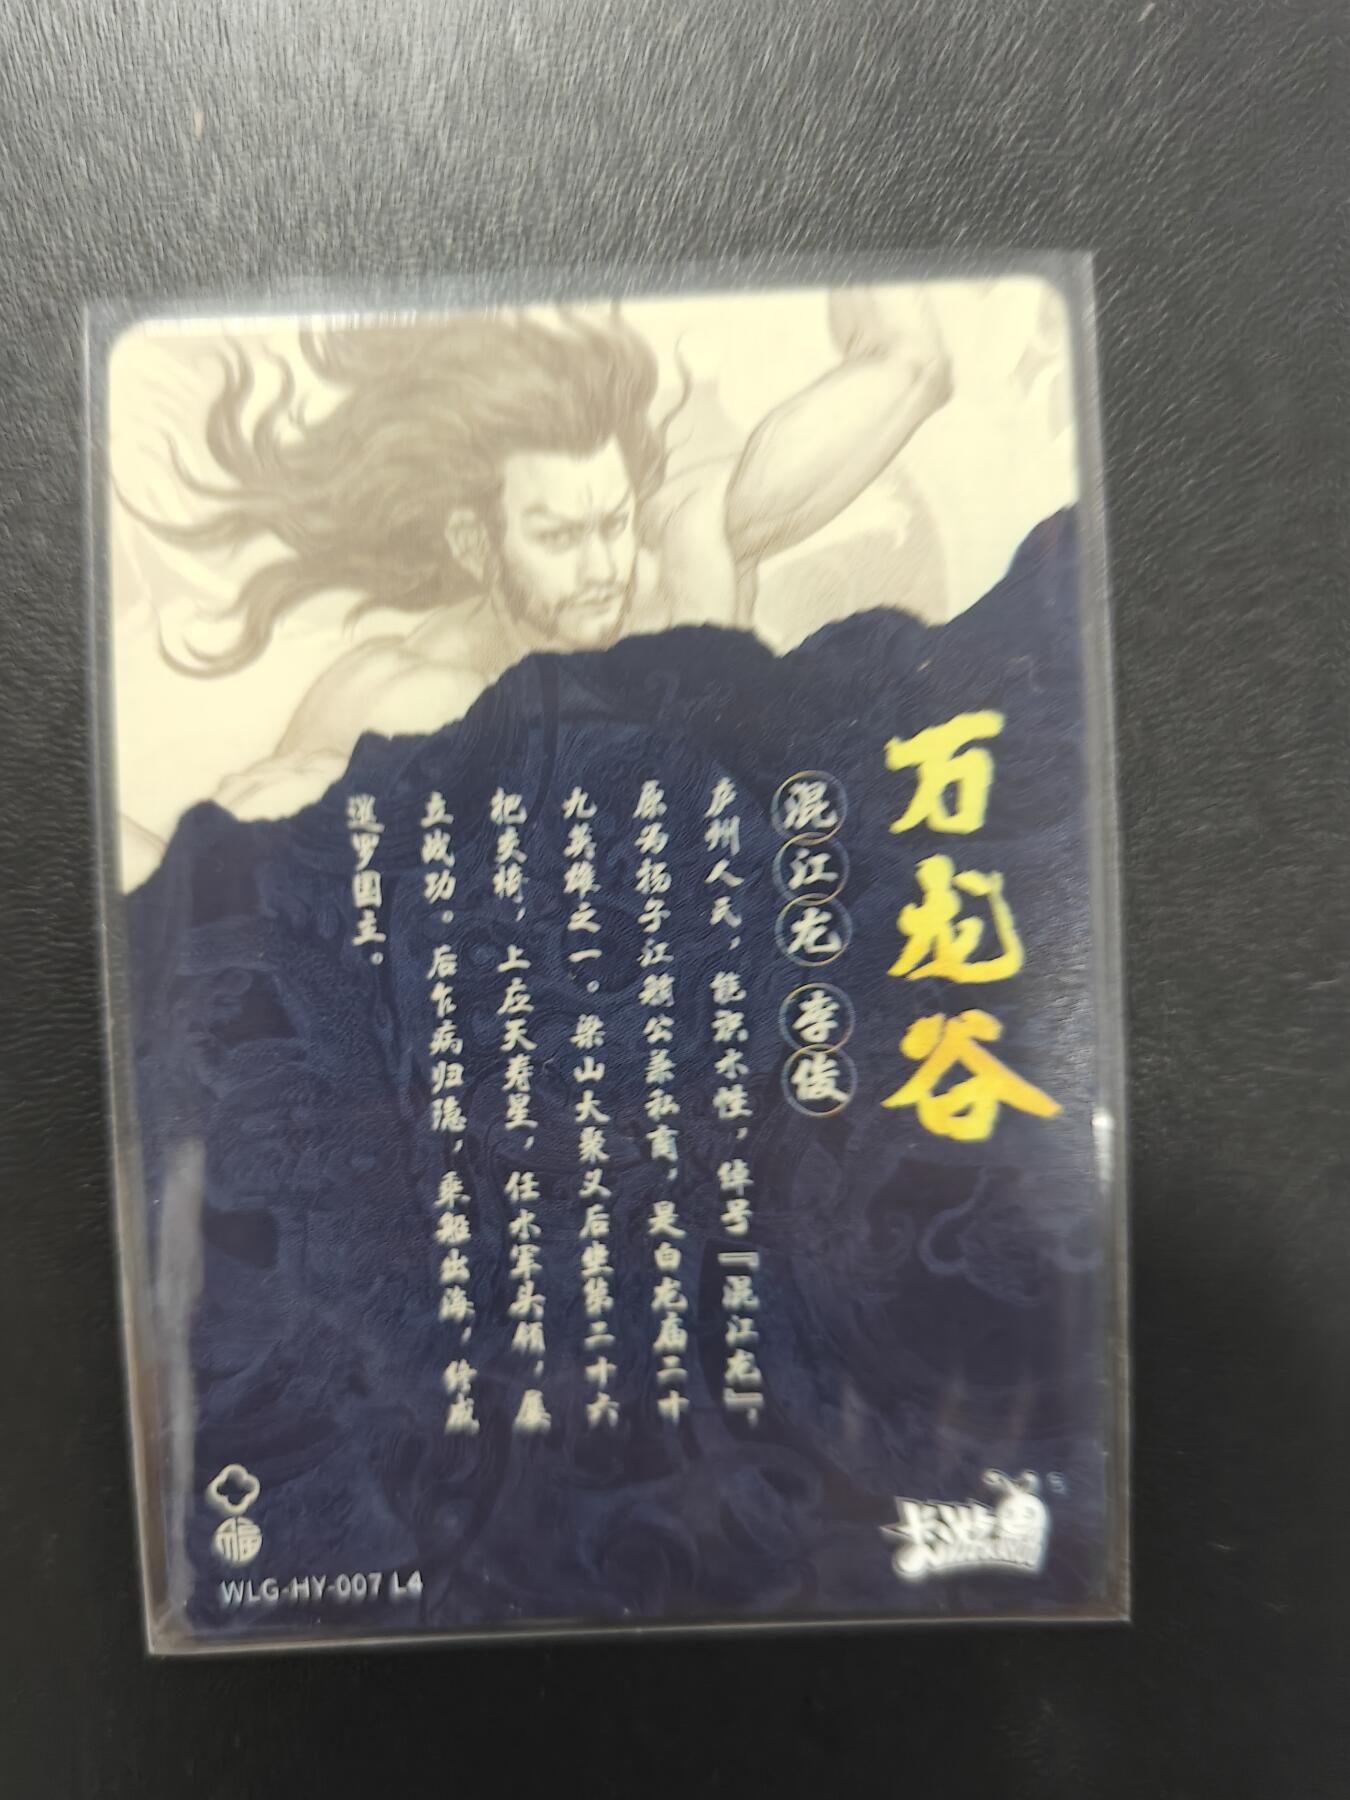 万龙谷
混江龙 李俊
庐州人氏，能识水性，绰号『混江龙』，
原为扬子江艄公兼私商，是白龙庙二十
九英雄之一。梁山大聚义后坐第二十六
把交椅，上应天寿星，任水军头领，屡
立战功。后乍病归隐，乘船出海，终成
暹罗国主。
福
WLG-HY-007 L4
卡游